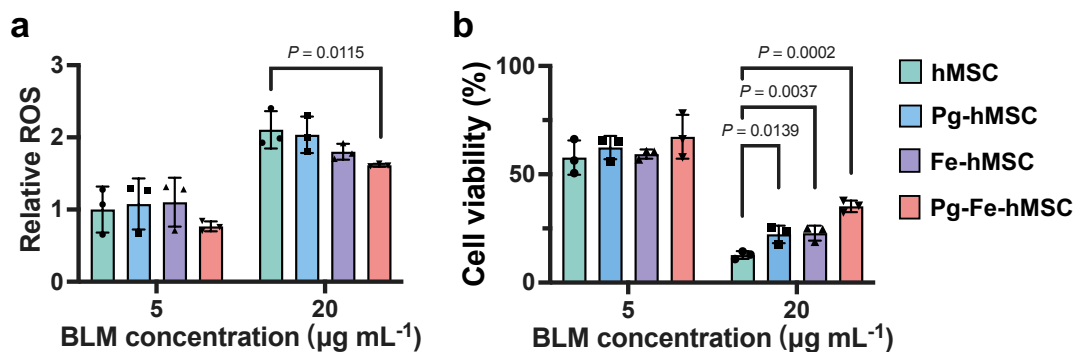 a
P = 0.0115
3
2
1
0
Relative ROS
5
20
BLM concentration (µg mL⁻¹)
b
P = 0.0002
P = 0.0037
P = 0.0139
100
50
0
Cell viability (%)
5
20
BLM concentration (µg mL⁻¹)
hMSC
Pg-hMSC
Fe-hMSC
Pg-Fe-hMSC